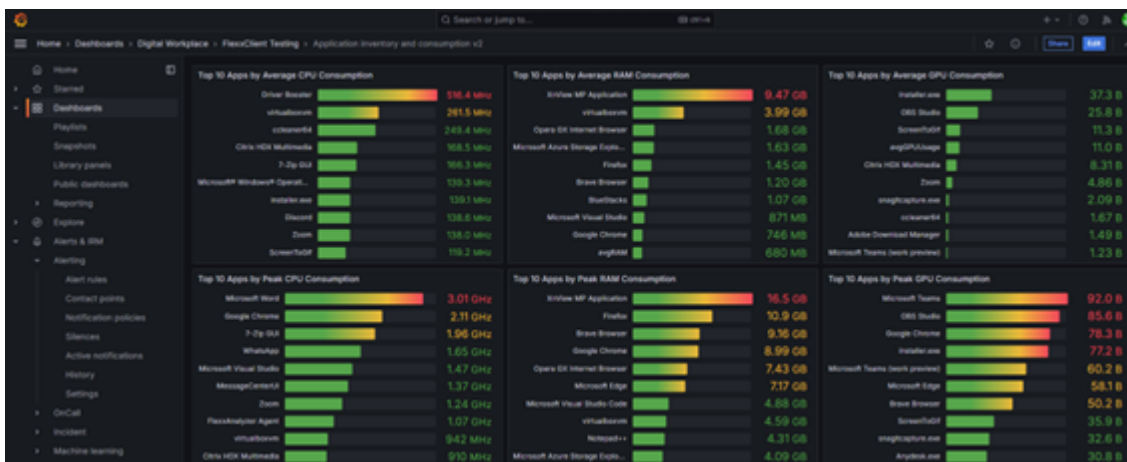 Search or jump to...
ctrl+k
Home › Dashboards › Digital Workplace › FlexxClient Testing › Application inventory and consumption v2
Share
Edit
Home
Starred
Dashboards
Playlists
Snapshots
Library panels
Public dashboards
Reporting
Explore
Alerts & IRM
Alerting
Alert rules
Contact points
Notification policies
Silences
Active notifications
History
Settings
OnCall
Incident
Machine learning
Top 10 Apps by Average CPU Consumption
Driver Booster 516.4 MHz
virtualboxvm 261.5 MHz
ccleaner64 249.4 MHz
Citrix HDX Multimedia 168.5 MHz
7-Zip GUI 166.3 MHz
Microsoft® Windows® Operati... 139.3 MHz
installer.exe 139.1 MHz
Discord 138.6 MHz
Zoom 138.0 MHz
ScreenToGif 119.2 MHz
Top 10 Apps by Average RAM Consumption
XnView MP Application 9.47 GB
virtualboxvm 3.99 GB
Opera GX Internet Browser 1.68 GB
Microsoft Azure Storage Explo... 1.63 GB
Firefox 1.45 GB
Brave Browser 1.20 GB
BlueStacks 1.07 GB
Microsoft Visual Studio 871 MB
Google Chrome 746 MB
avgRAM 680 MB
Top 10 Apps by Average GPU Consumption
installer.exe 37.3 B
OBS Studio 25.8 B
ScreenToGif 11.3 B
avgGPUUsage 11.0 B
Citrix HDX Multimedia 8.31 B
Zoom 4.86 B
snagitcapture.exe 2.09 B
ccleaner64 1.67 B
Adobe Download Manager 1.49 B
Microsoft Teams (work preview) 1.23 B
Top 10 Apps by Peak CPU Consumption
Microsoft Word 3.01 GHz
Google Chrome 2.11 GHz
7-Zip GUI 1.96 GHz
WhatsApp 1.65 GHz
Microsoft Visual Studio 1.47 GHz
MessageCenterUI 1.37 GHz
Zoom 1.24 GHz
FlexxAnalyzer Agent 1.07 GHz
virtualboxvm 942 MHz
Citrix HDX Multimedia 910 MHz
Top 10 Apps by Peak RAM Consumption
XnView MP Application 16.5 GB
Firefox 10.9 GB
Brave Browser 9.16 GB
Google Chrome 8.99 GB
Opera GX Internet Browser 7.43 GB
Microsoft Edge 7.17 GB
Microsoft Visual Studio Code 4.88 GB
virtualboxvm 4.59 GB
Notepad++ 4.31 GB
Microsoft Azure Storage Explo... 4.09 GB
Top 10 Apps by Peak GPU Consumption
Microsoft Teams 92.0 B
OBS Studio 85.6 B
Google Chrome 78.3 B
installer.exe 77.2 B
Microsoft Teams (work preview) 60.2 B
Microsoft Edge 58.1 B
Brave Browser 50.2 B
ScreenToGif 35.9 B
snagitcapture.exe 32.6 B
Anydesk.exe 30.8 B